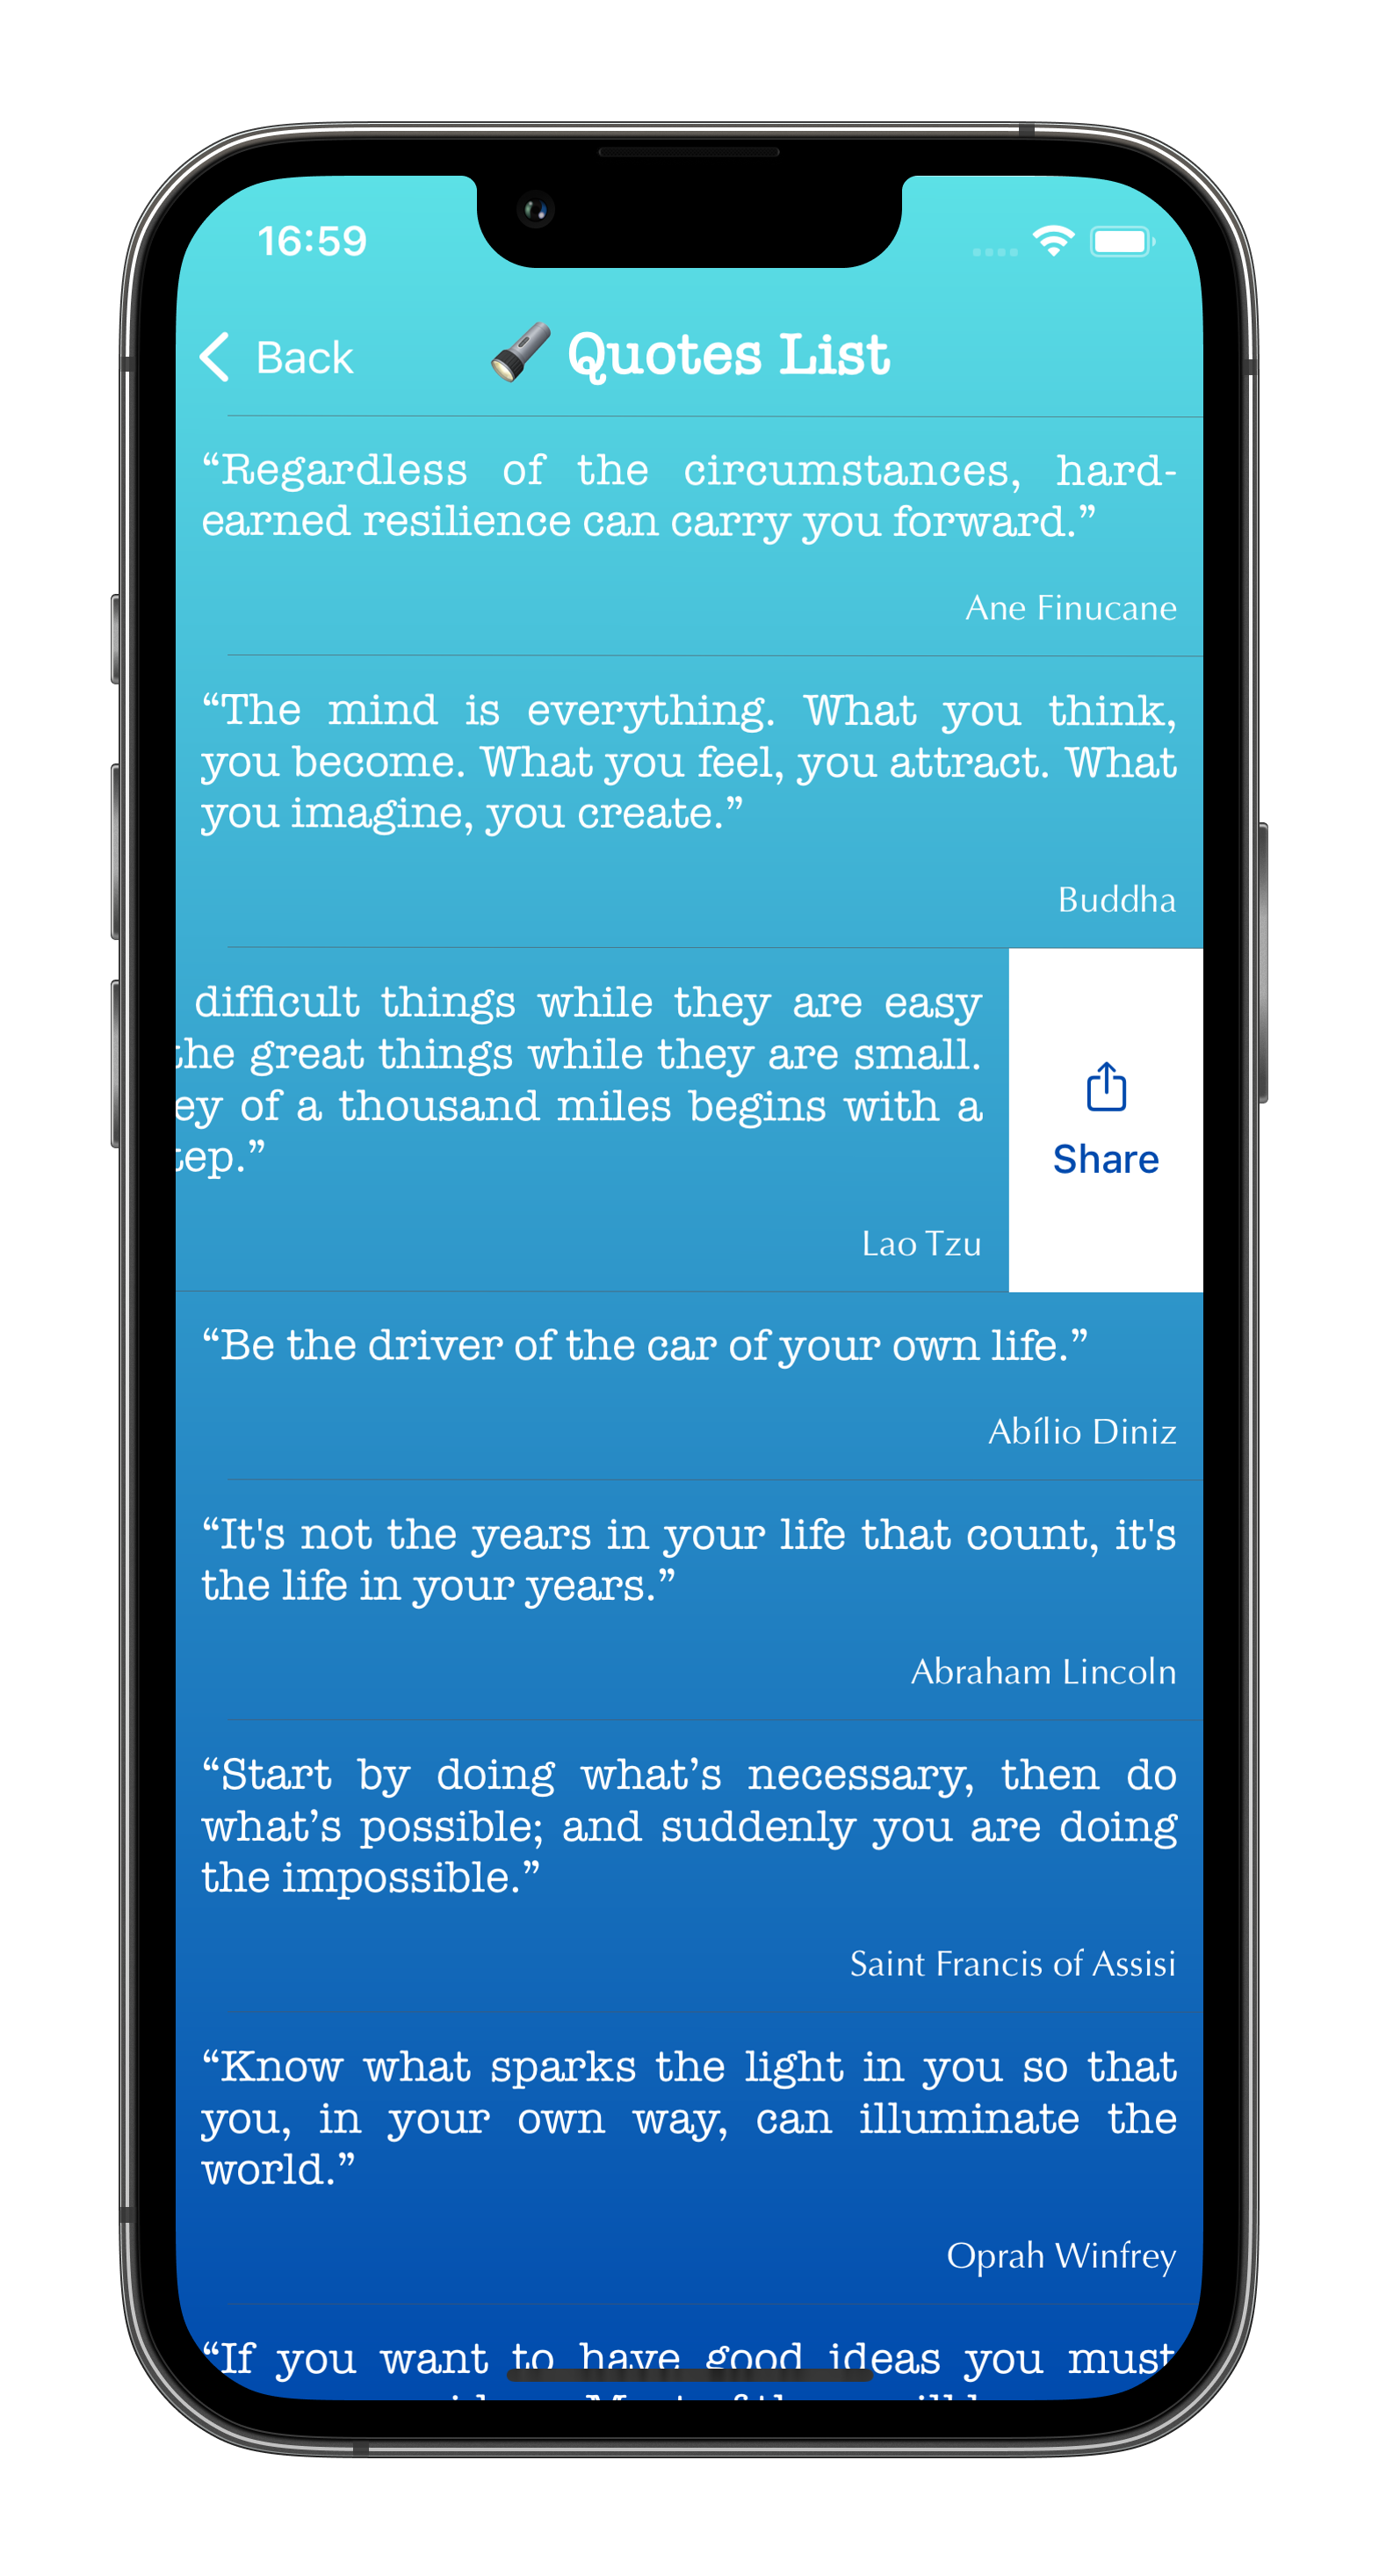 16:59
Back
Quotes List
“Regardless of the circumstances, hard-
earned resilience can carry you forward.”
Ane Finucane
“The mind is everything. What you think,
you become. What you feel, you attract. What
you imagine, you create.”
Buddha
difficult things while they are easy
the great things while they are small.
ey of a thousand miles begins with a
tep.”
Lao Tzu
Share
“Be the driver of the car of your own life.”
Abílio Diniz
“It's not the years in your life that count, it's
the life in your years.”
Abraham Lincoln
“Start by doing what’s necessary, then do
what’s possible; and suddenly you are doing
the impossible.”
Saint Francis of Assisi
“Know what sparks the light in you so that
you, in your own way, can illuminate the
world.”
Oprah Winfrey
“If you want to have good ideas you must